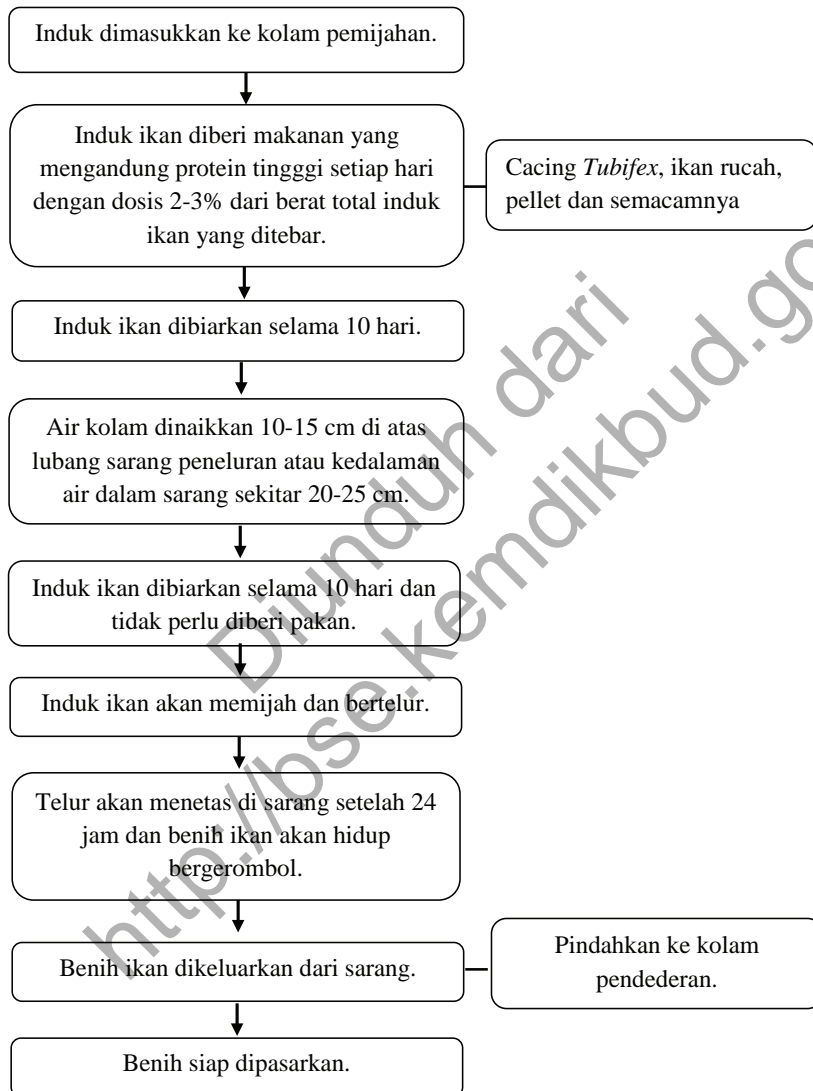 Induk dimasukkan ke kolam pemijahan.
Induk ikan diberi makanan yang
mengandung protein tingggi setiap hari
dengan dosis 2-3% dari berat total induk
ikan yang ditebar.
Cacing Tubifex, ikan rucah,
pellet dan semacamnya
Induk ikan dibiarkan selama 10 hari.
Air kolam dinaikkan 10-15 cm di atas
lubang sarang peneluran atau kedalaman
air dalam sarang sekitar 20-25 cm.
Induk ikan dibiarkan selama 10 hari dan
tidak perlu diberi pakan.
Induk ikan akan memijah dan bertelur.
Telur akan menetas di sarang setelah 24
jam dan benih ikan akan hidup
bergerombol.
Benih ikan dikeluarkan dari sarang.
Pindahkan ke kolam
pendederan.
Benih siap dipasarkan.
Diunduh dari
http://bse.kemdikbud.go